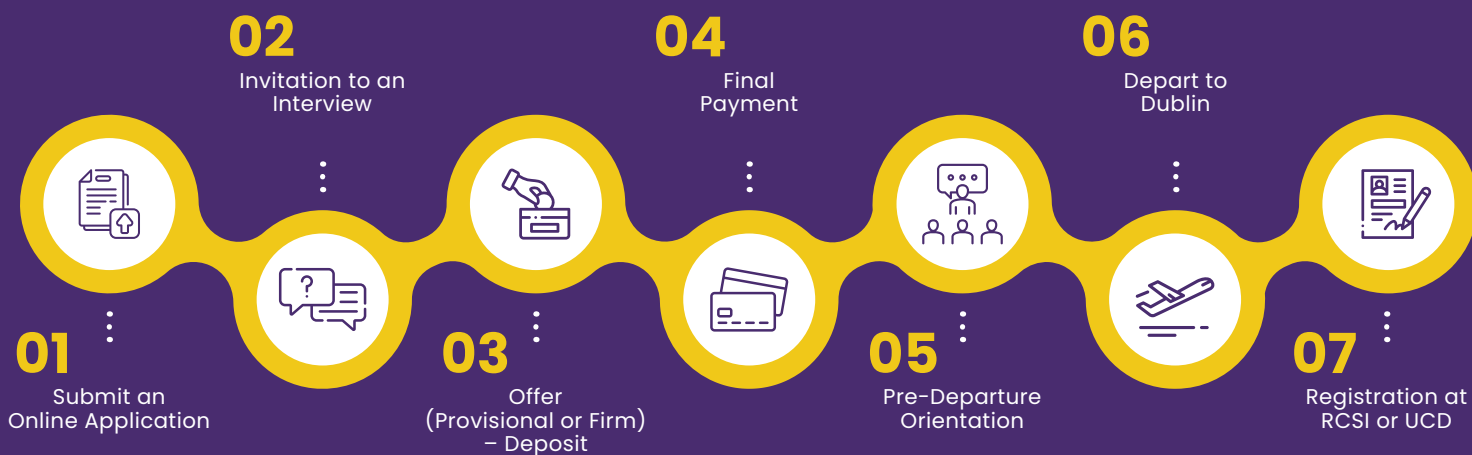 01
Submit an
Online Application
02
Invitation to an
Interview
?
03
Offer
(Provisional or Firm)
– Deposit
04
Final
Payment
05
Pre-Departure
Orientation
06
Depart to
Dublin
07
Registration at
RCSI or UCD